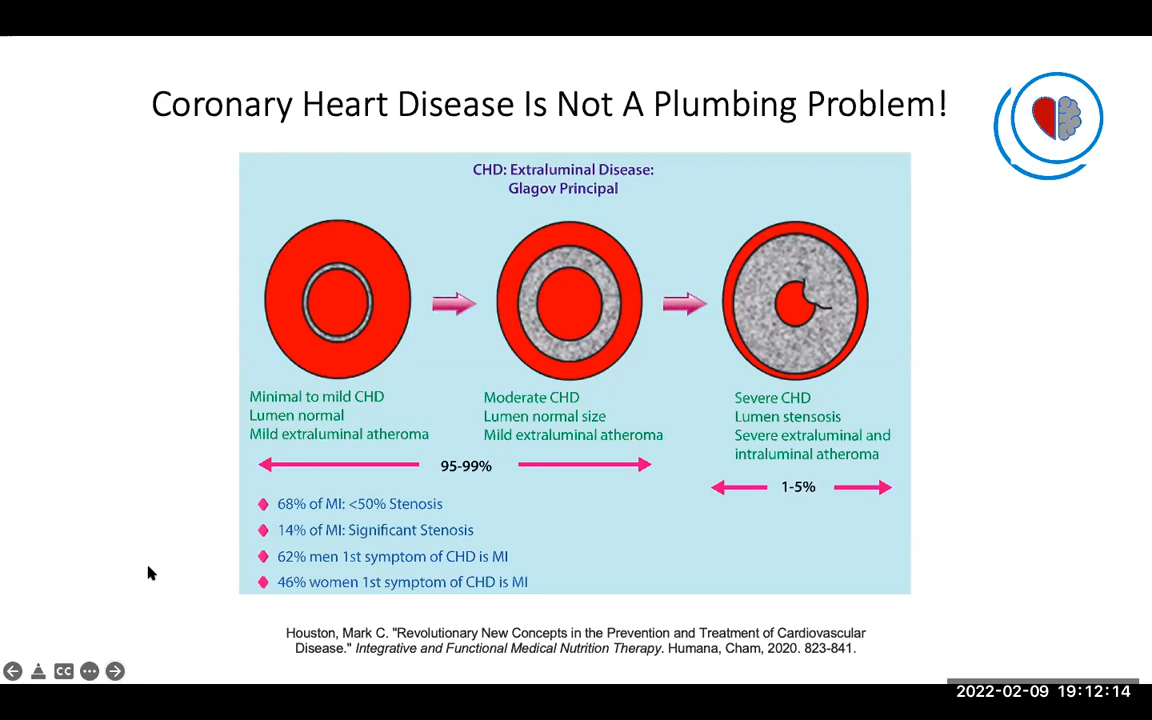 Coronary Heart Disease Is Not A Plumbing Problem!
CHD: Extraluminal Disease:
Glagov Principal
Minimal to mild CHD
Lumen normal
Mild extraluminal atheroma
Moderate CHD
Lumen normal size
Mild extraluminal atheroma
Severe CHD
Lumen stensosis
Severe extraluminal and
intraluminal atheroma
95-99%
1-5%
68% of MI: <50% Stenosis
14% of MI: Significant Stenosis
62% men 1st symptom of CHD is MI
46% women 1st symptom of CHD is MI
Houston, Mark C. "Revolutionary New Concepts in the Prevention and Treatment of Cardiovascular
Disease." Integrative and Functional Medical Nutrition Therapy. Humana, Cham, 2020. 823-841.
CC
2022-02-09 19:12:14